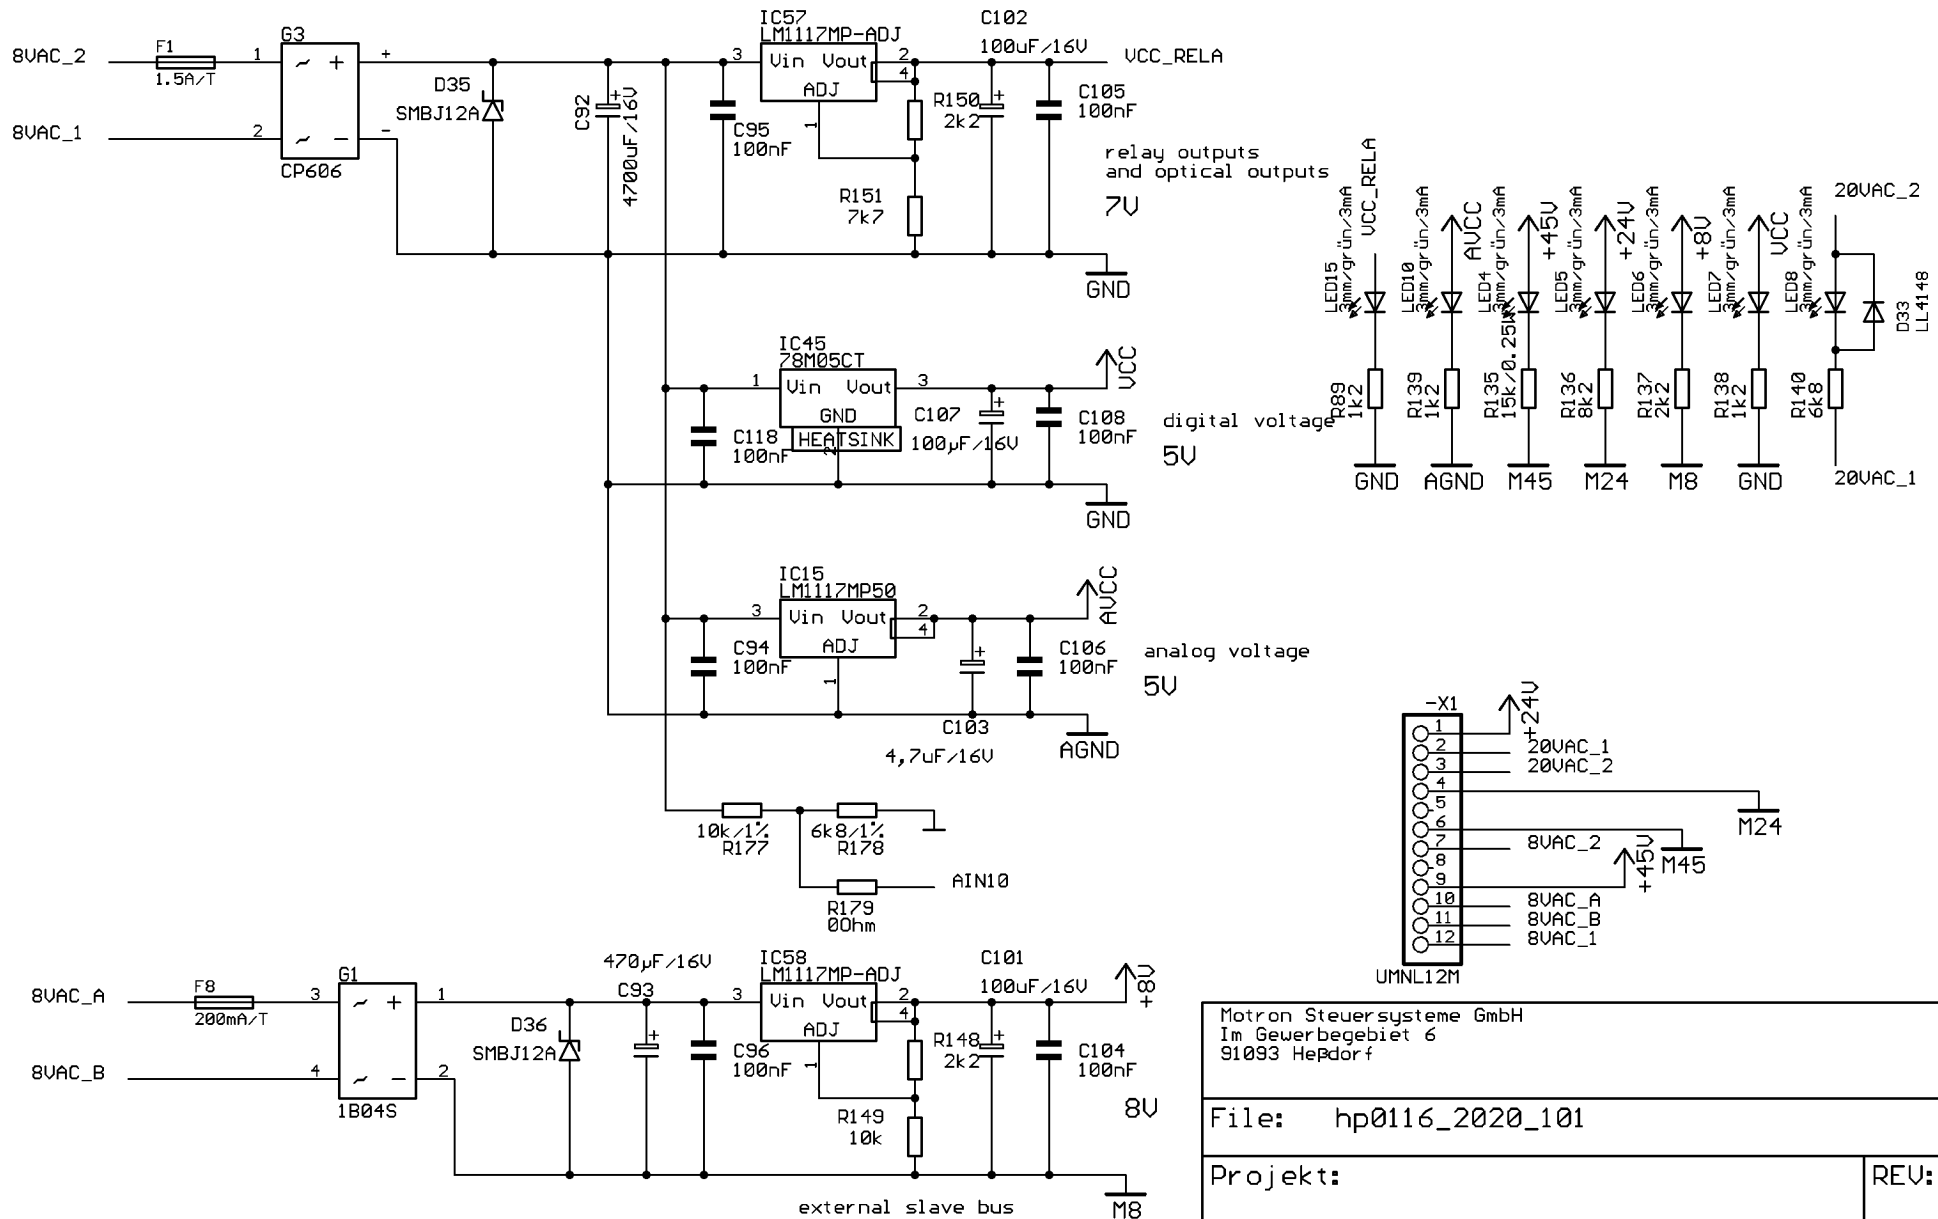 8VAC_2
F1
1.5A/T
8VAC_1
G3
1
2
~ +
~ -
+
-
CP606
D35
SMBJ12A
C92
4700uF/16V
C95
100nF
IC57
LM1117MP-ADJ
3
Vin Vout
ADJ
2
4
1
R150
2k2
R151
7k7
C102
100uF/16V
C105
100nF
VCC_RELA
relay outputs
and optical outputs
7V
GND
IC45
78M05CT
1
Vin Vout
GND
3
HEATSINK
2
C118
100nF
C107
100µF/16V
C108
100nF
VCC
digital voltage
5V
GND
IC15
LM1117MP50
3
Vin Vout
ADJ
2
4
1
C94
100nF
C103
4,7uF/16V
C106
100nF
AVCC
analog voltage
5V
AGND
10k/1%
R177
6k8/1%
R178
R179
0Ohm
AIN10
8VAC_A
F8
200mA/T
8VAC_B
G1
3
4
~ +
~ -
1
2
1B04S
D36
SMBJ12A
470µF/16V
C93
C96
100nF
IC58
LM1117MP-ADJ
3
Vin Vout
ADJ
2
4
1
R148
2k2
R149
10k
C101
100uF/16V
C104
100nF
+8V
8V
M8
external slave bus
LED15
3mm/grün/3mA
VCC_RELA
R89
1k2
GND
LED10
3mm/grün/3mA
AVCC
R139
1k2
AGND
LED4
3mm/grün/3mA
+45V
R135
15k/0.25W
M45
LED5
3mm/grün/3mA
+24V
R136
8k2
M24
LED6
3mm/grün/3mA
+8V
R137
2k2
M8
LED7
3mm/grün/3mA
VCC
R138
1k2
GND
LED8
3mm/grün/3mA
20VAC_2
D33
LL4148
R140
6k8
20VAC_1
-X1
1
2
3
4
5
6
7
8
9
10
11
12
+24V
20VAC_1
20VAC_2
M24
M45
8VAC_2
+45V
8VAC_A
8VAC_B
8VAC_1
UMNL12M
Motron Steuersysteme GmbH
Im Gewerbegebiet 6
91093 Heßdorf
File: hp0116_2020_101
Projekt:
REV: